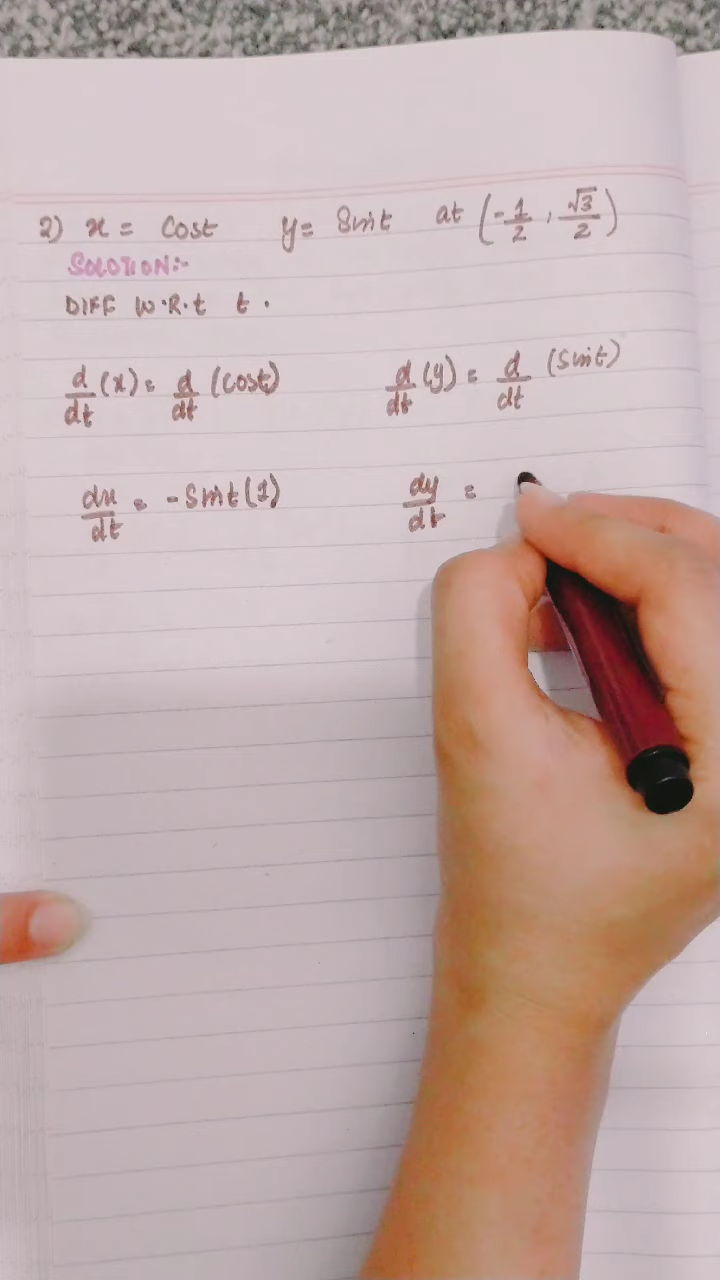 2) x = Cost y = Sint at (-1/2, √3/2)
SOLUTION:-
DIFF W.R.t t.
d/dt (x) = d/dt (Cost) d/dt (y) = d/dt (Sint)
dx/dt = -Sint(1) dy/dt =